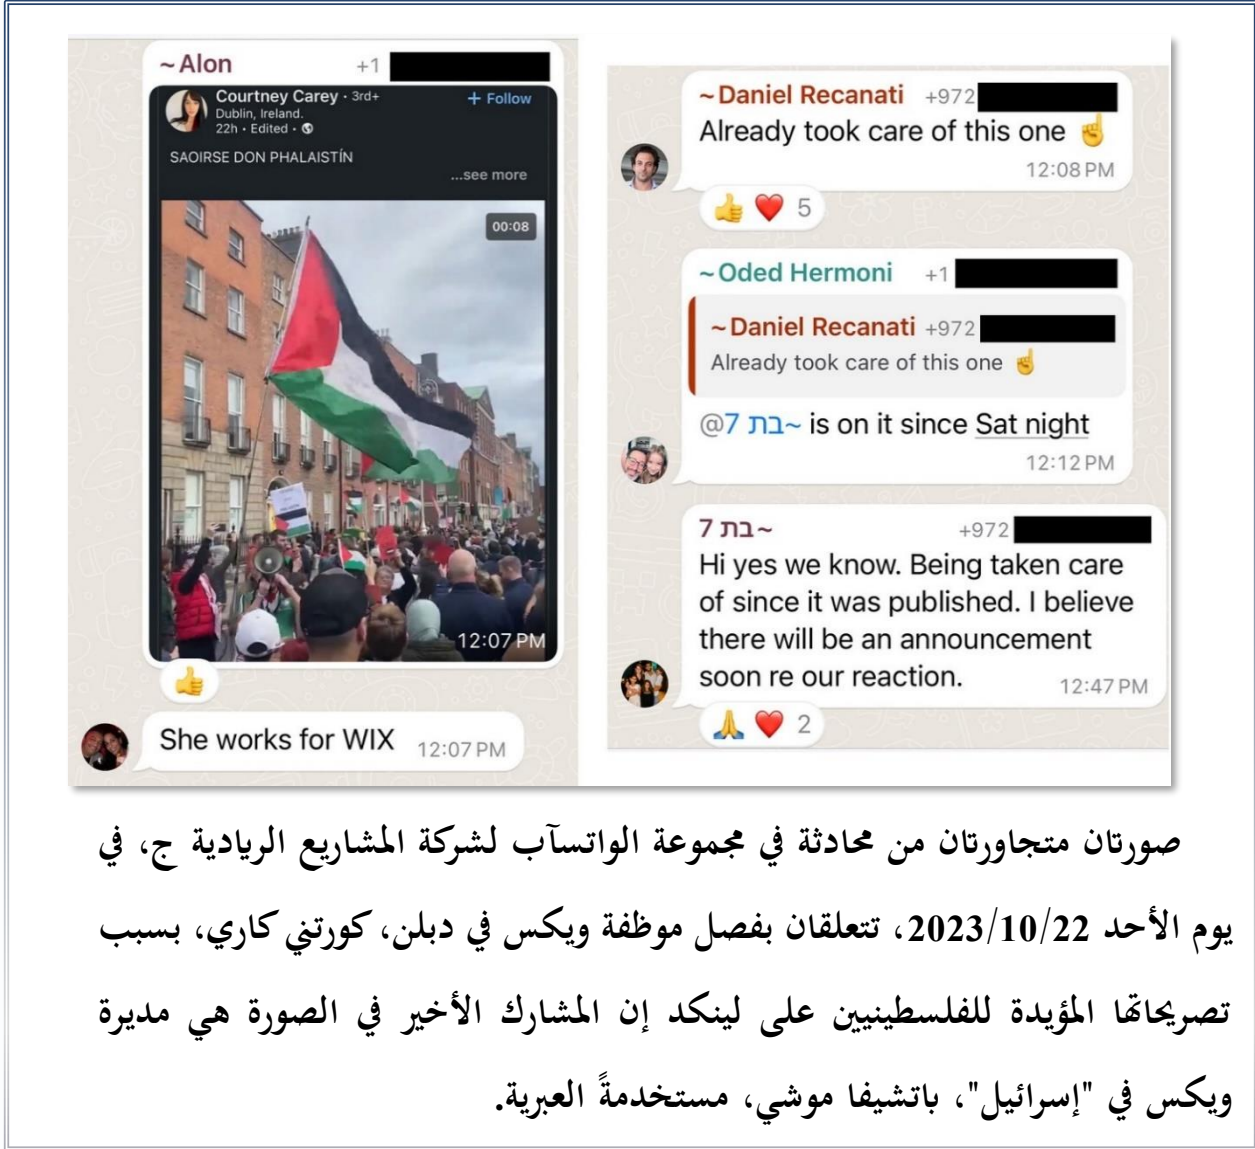 ~Alon +1
Courtney Carey · 3rd+
+ Follow
Dublin, Ireland.
22h · Edited ·
SAOIRSE DON PHALAISTÍN
...see more
00:08
12:07 PM
She works for WIX 12:07 PM
~Daniel Recanati +972
Already took care of this one ☝️
12:08 PM
👍 ❤️ 5
~Oded Hermoni +1
~Daniel Recanati +972
Already took care of this one ☝️
@~בת 7 is on it since Sat night
12:12 PM
~בת 7 +972
Hi yes we know. Being taken care
of since it was published. I believe
there will be an announcement
soon re our reaction. 12:47 PM
🙏 ❤️ 2
صورتان متجاورتان من محادثة في مجموعة الواتسآب لشركة المشاريع الريادية ج، في
يوم الأحد 2023/10/22، تتعلقان بفصل موظفة ويكس في دبلن، كورتني كاري، بسبب
تصريحاتها المؤيدة للفلسطينيين على لينكد إن المشارك الأخير في الصورة هي مديرة
ويكس في "إسرائيل"، باتشيفا موشي، مستخدمةً العبرية.